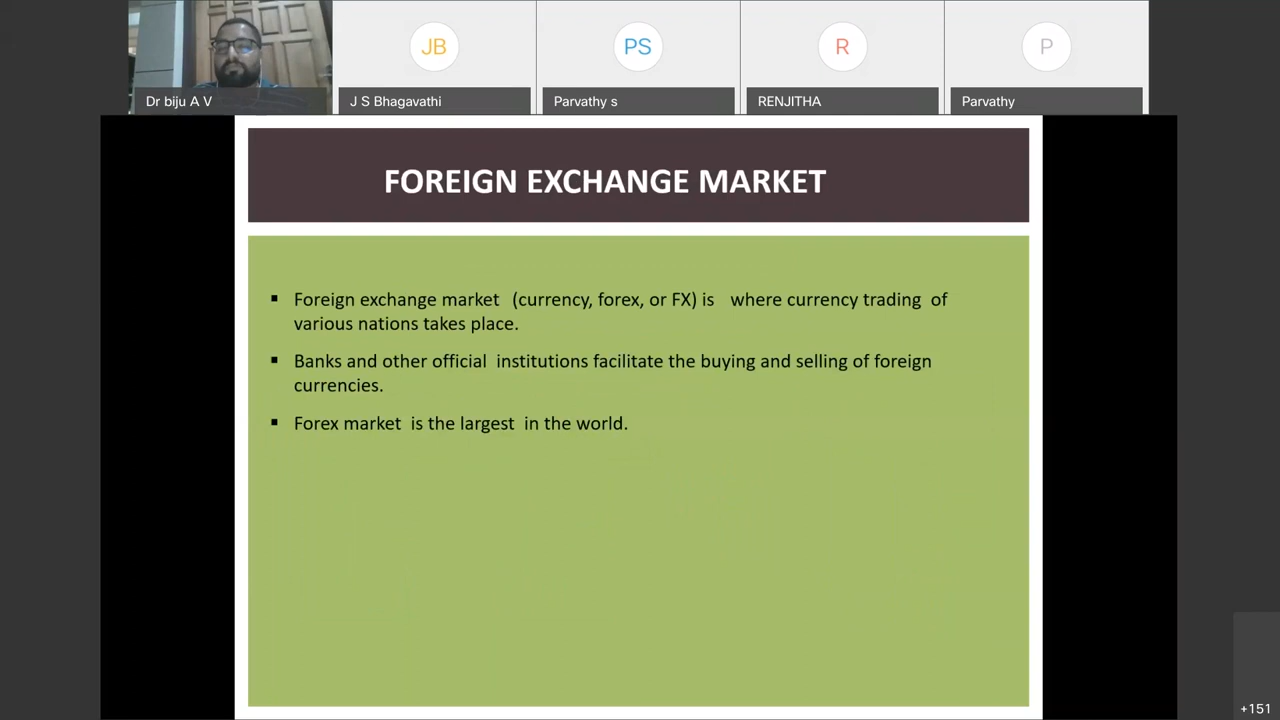 JB
PS
R
P
Dr biju A V
J S Bhagavathi
Parvathy s
RENJITHA
Parvathy
FOREIGN EXCHANGE MARKET
▪ Foreign exchange market (currency, forex, or FX) is where currency trading of
various nations takes place.
▪ Banks and other official institutions facilitate the buying and selling of foreign
currencies.
▪ Forex market is the largest in the world.
+151